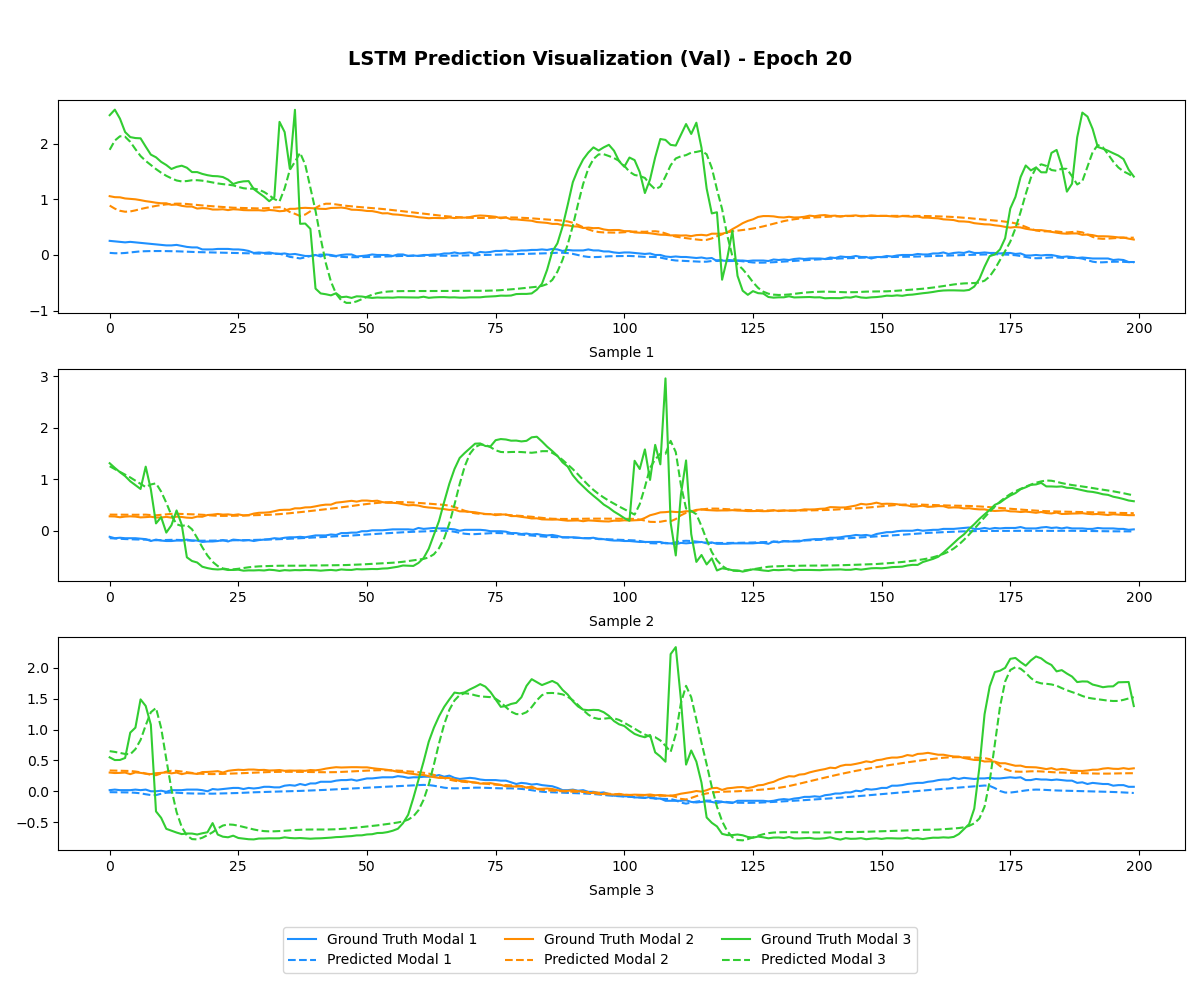 LSTM Prediction Visualization (Val) - Epoch 20
2
1
0
−1
0 25 50 75 100 125 150 175 200
Sample 1
3
2
1
0
0 25 50 75 100 125 150 175 200
Sample 2
2.0
1.5
1.0
0.5
0.0
−0.5
0 25 50 75 100 125 150 175 200
Sample 3
Ground Truth Modal 1 Ground Truth Modal 2 Ground Truth Modal 3
Predicted Modal 1 Predicted Modal 2 Predicted Modal 3